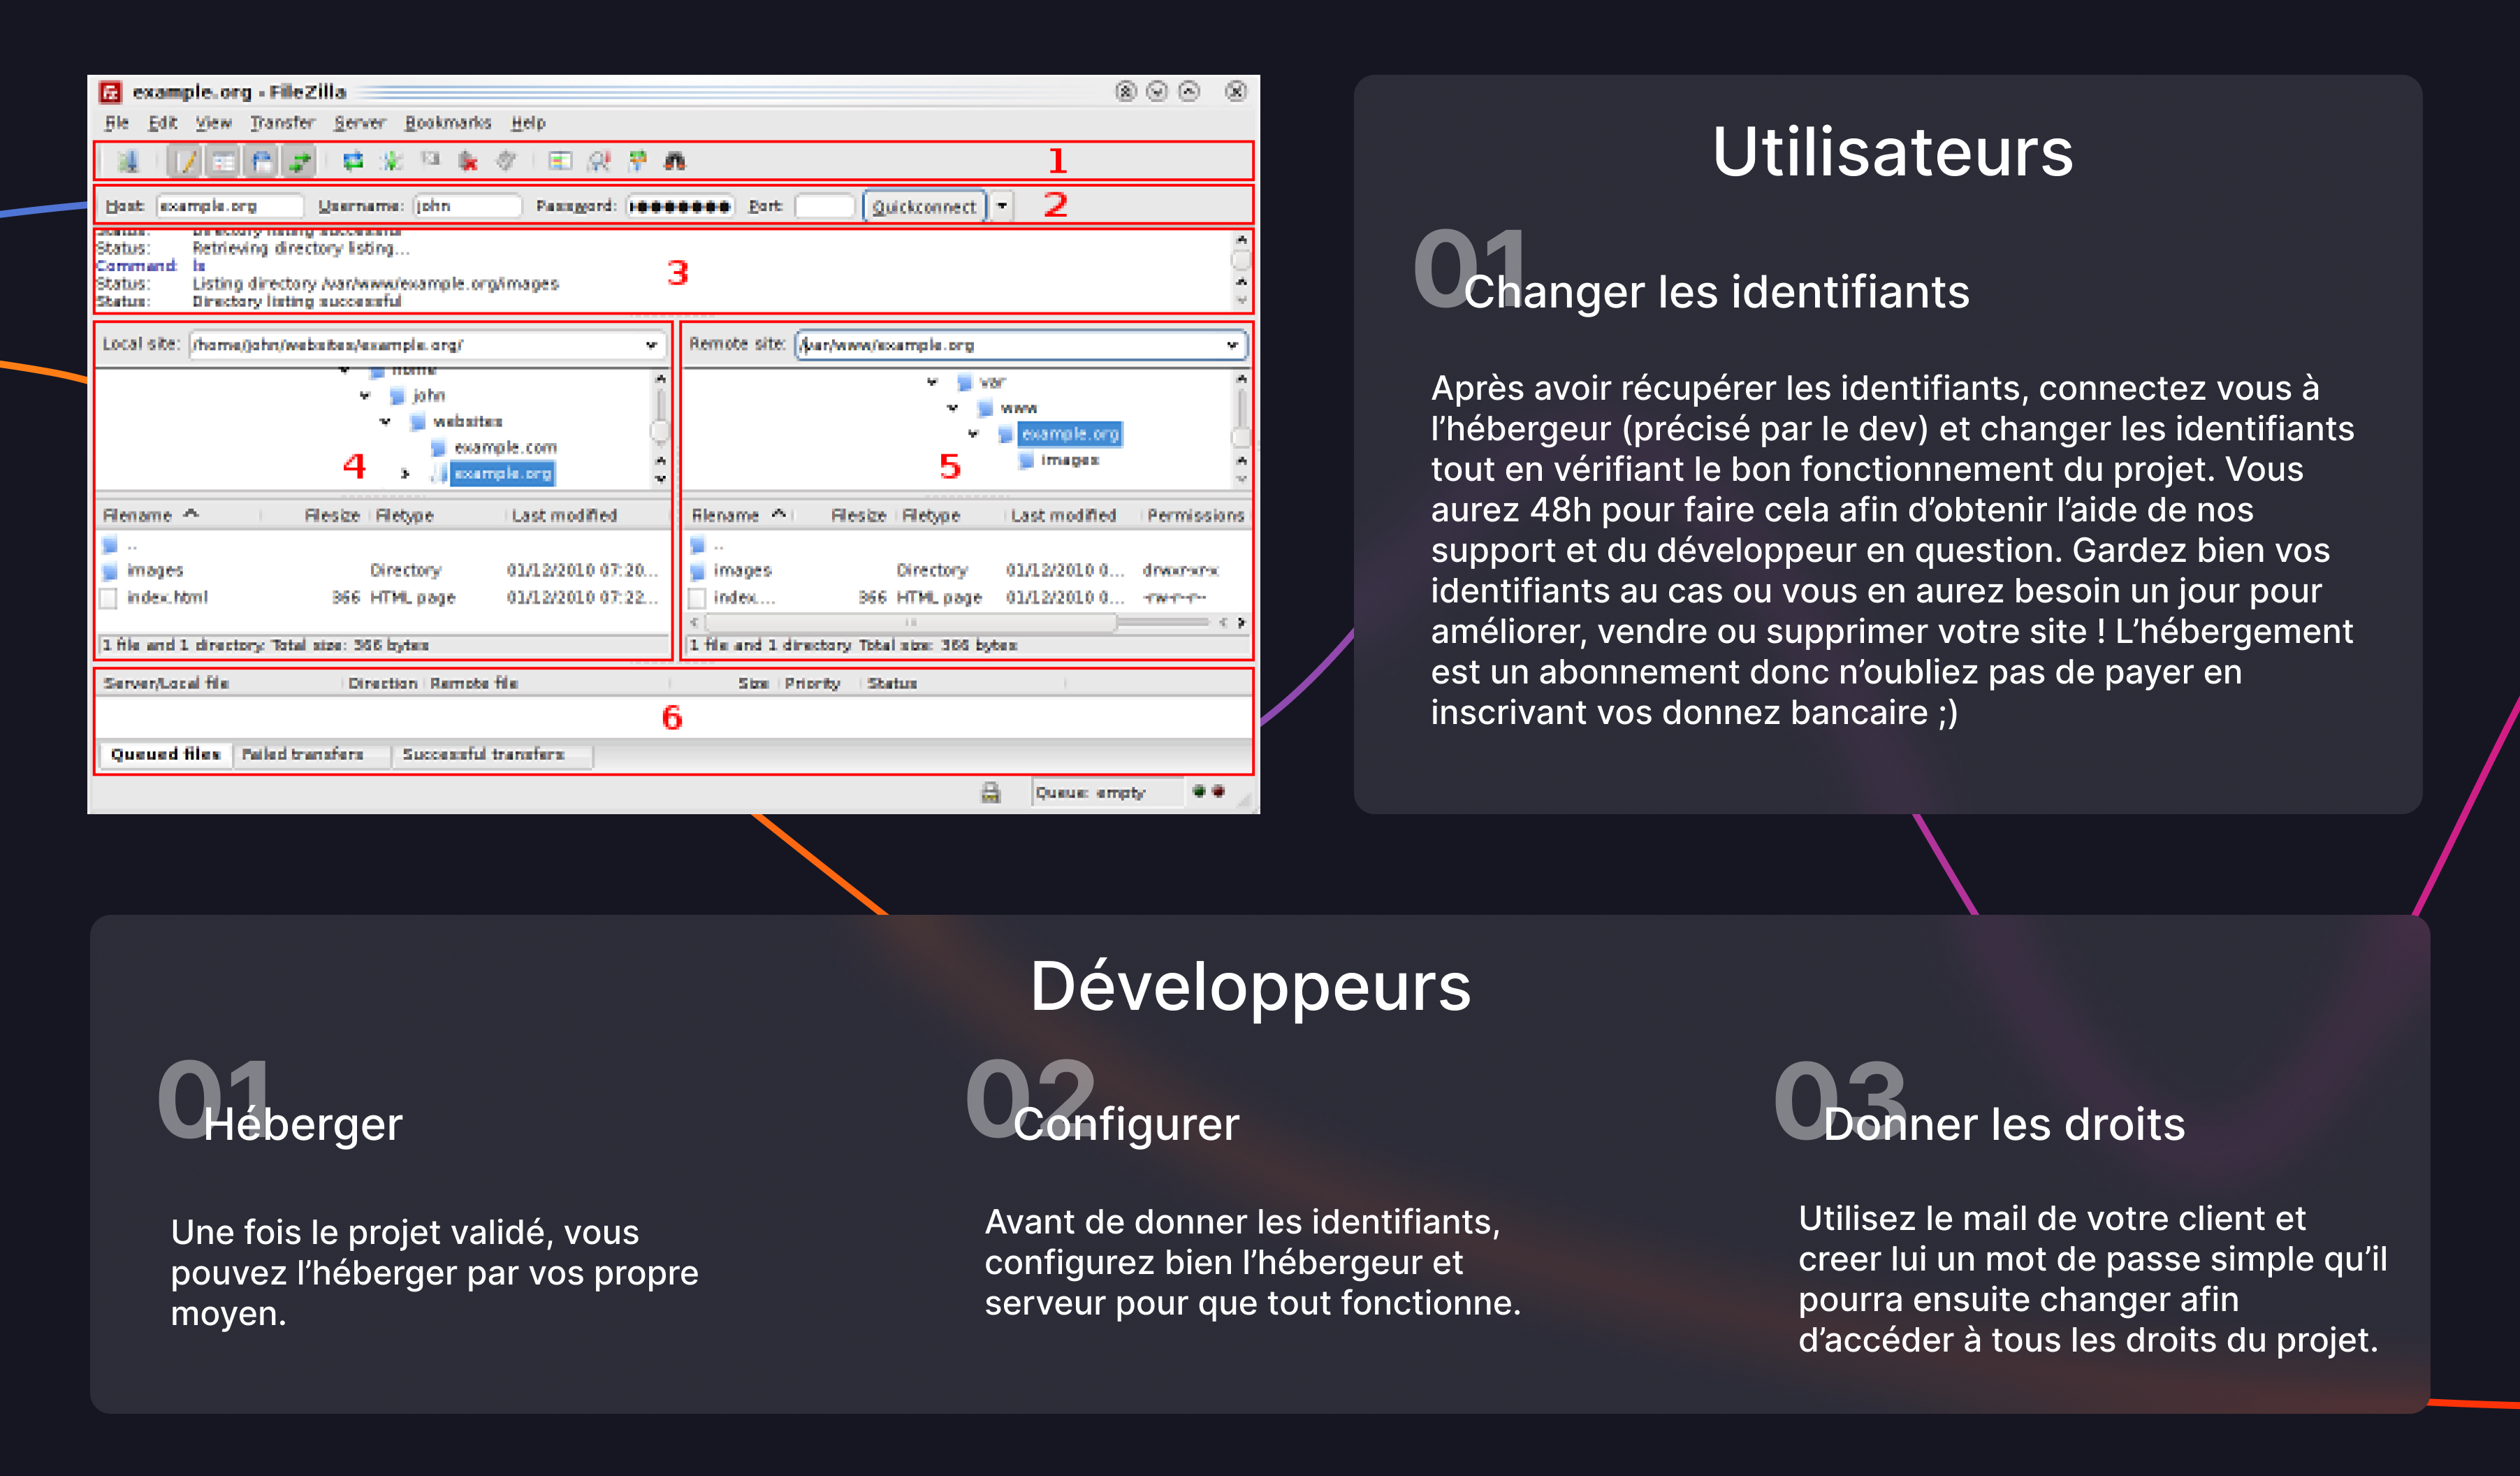 example.org - FileZilla
File Edit View Transfer Server Bookmarks Help
1
Host: example.org Username: john Password: ●●●●●●●● Port: Quickconnect 2
Status: Directory listing successful
Status: Retrieving directory listing...
Command: ls
Status: Listing directory /var/www/example.org/images
Status: Directory listing successful
3
Local site: /home/john/websites/example.org/
home
john
websites
example.com
example.org
4
Filename Filesize Filetype Last modified
..
images Directory 01/12/2010 07:20...
index.html 366 HTML page 01/12/2010 07:22...
1 file and 1 directory. Total size: 366 bytes
Remote site: /var/www/example.org
var
www
example.org
images
5
Filename Filesize Filetype Last modified Permissions
..
images Directory 01/12/2010 0... drwxr-xr-x
index.... 366 HTML page 01/12/2010 0... -rw-r--r--
1 file and 1 directory. Total size: 366 bytes
Server/Local file Direction Remote file Size Priority Status
6
Queued files Failed transfers Successful transfers
Queue: empty
Utilisateurs
01
Changer les identifiants
Après avoir récupérer les identifiants, connectez vous à
l’hébergeur (précisé par le dev) et changer les identifiants
tout en vérifiant le bon fonctionnement du projet. Vous
aurez 48h pour faire cela afin d’obtenir l’aide de nos
support et du développeur en question. Gardez bien vos
identifiants au cas ou vous en aurez besoin un jour pour
améliorer, vendre ou supprimer votre site ! L’hébergement
est un abonnement donc n’oubliez pas de payer en
inscrivant vos donnez bancaire ;)
Développeurs
01
Héberger
Une fois le projet validé, vous
pouvez l’héberger par vos propre
moyen.
02
Configurer
Avant de donner les identifiants,
configurez bien l’hébergeur et
serveur pour que tout fonctionne.
03
Donner les droits
Utilisez le mail de votre client et
creer lui un mot de passe simple qu’il
pourra ensuite changer afin
d’accéder à tous les droits du projet.